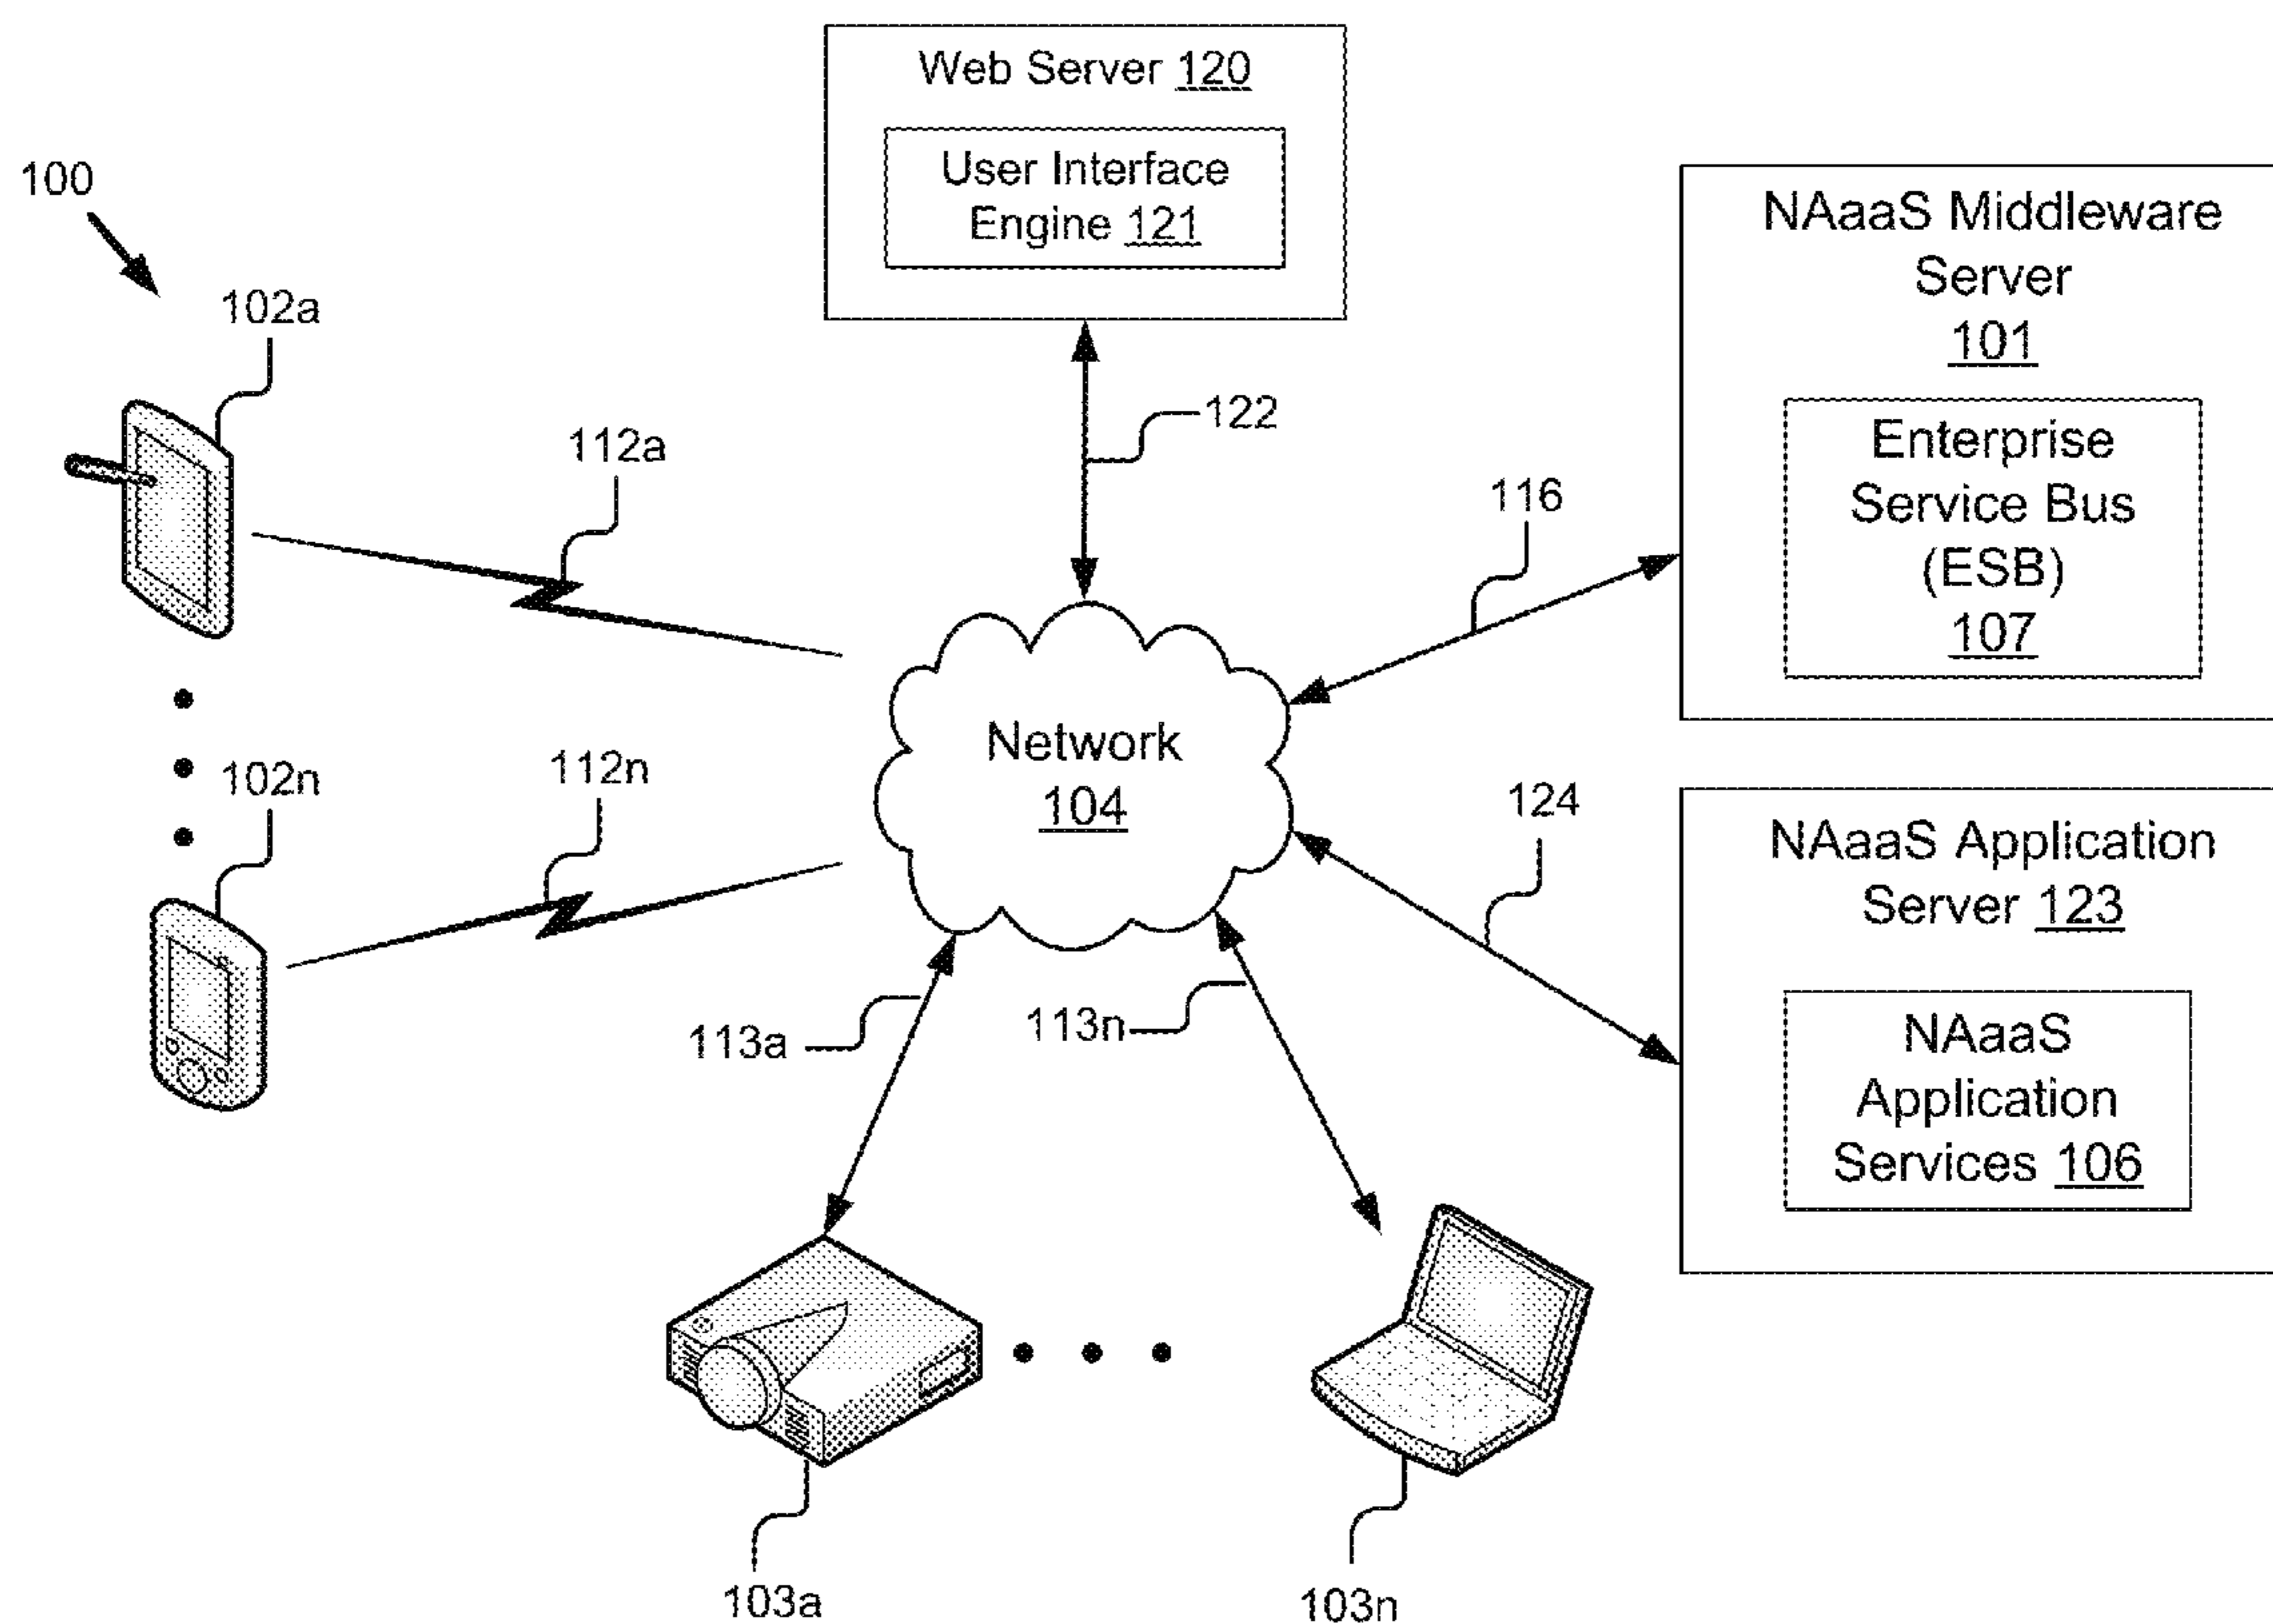 Web Server 120
User Interface
Engine 121
100
102a
112a
122
116
NAaaS Middleware
Server
101
Enterprise
Service Bus
(ESB)
107
102n
112n
Network
104
124
NAaaS Application
Server 123
NAaaS
Application
Services 106
113a
113n
103a
103n